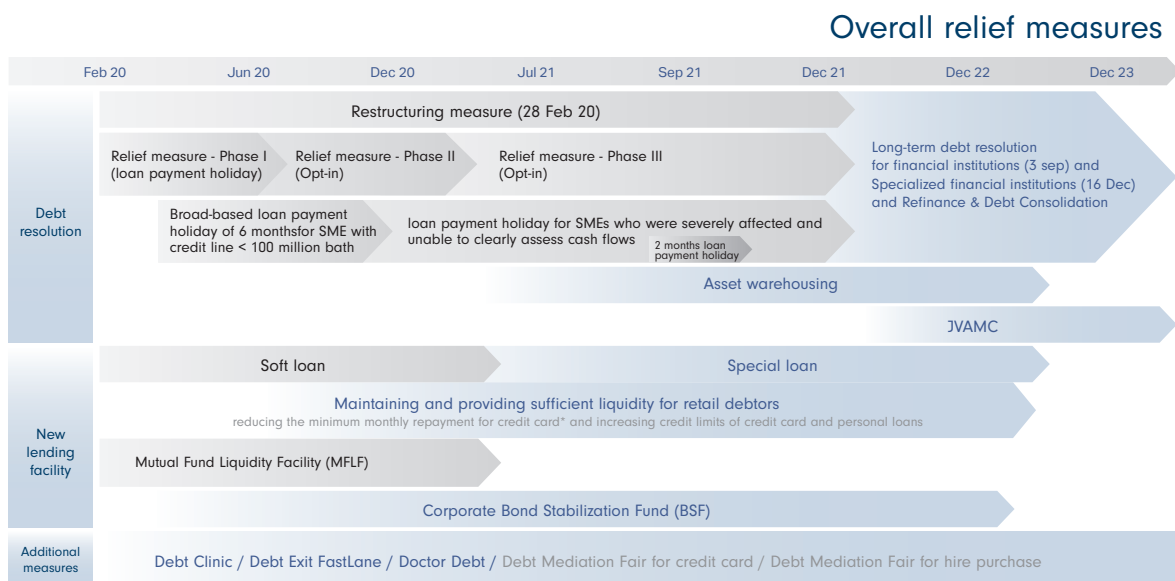 Overall relief measures
Feb 20 Jun 20 Dec 20 Jul 21 Sep 21 Dec 21 Dec 22 Dec 23
Debt
resolution
Restructuring measure (28 Feb 20)
Relief measure - Phase I
(loan payment holiday)
Relief measure - Phase II
(Opt-in)
Relief measure - Phase III
(Opt-in)
Long-term debt resolution
for financial institutions (3 sep) and
Specialized financial institutions (16 Dec)
and Refinance & Debt Consolidation
Broad-based loan payment
holiday of 6 monthsfor SME with
credit line < 100 million bath
loan payment holiday for SMEs who were severely affected and
unable to clearly assess cash flows
2 months loan
payment holiday
Asset warehousing
JVAMC
New
lending
facility
Soft loan
Special loan
Maintaining and providing sufficient liquidity for retail debtors
reducing the minimum monthly repayment for credit card* and increasing credit limits of credit card and personal loans
Mutual Fund Liquidity Facility (MFLF)
Corporate Bond Stabilization Fund (BSF)
Additional
measures
Debt Clinic / Debt Exit FastLane / Doctor Debt / Debt Mediation Fair for credit card / Debt Mediation Fair for hire purchase